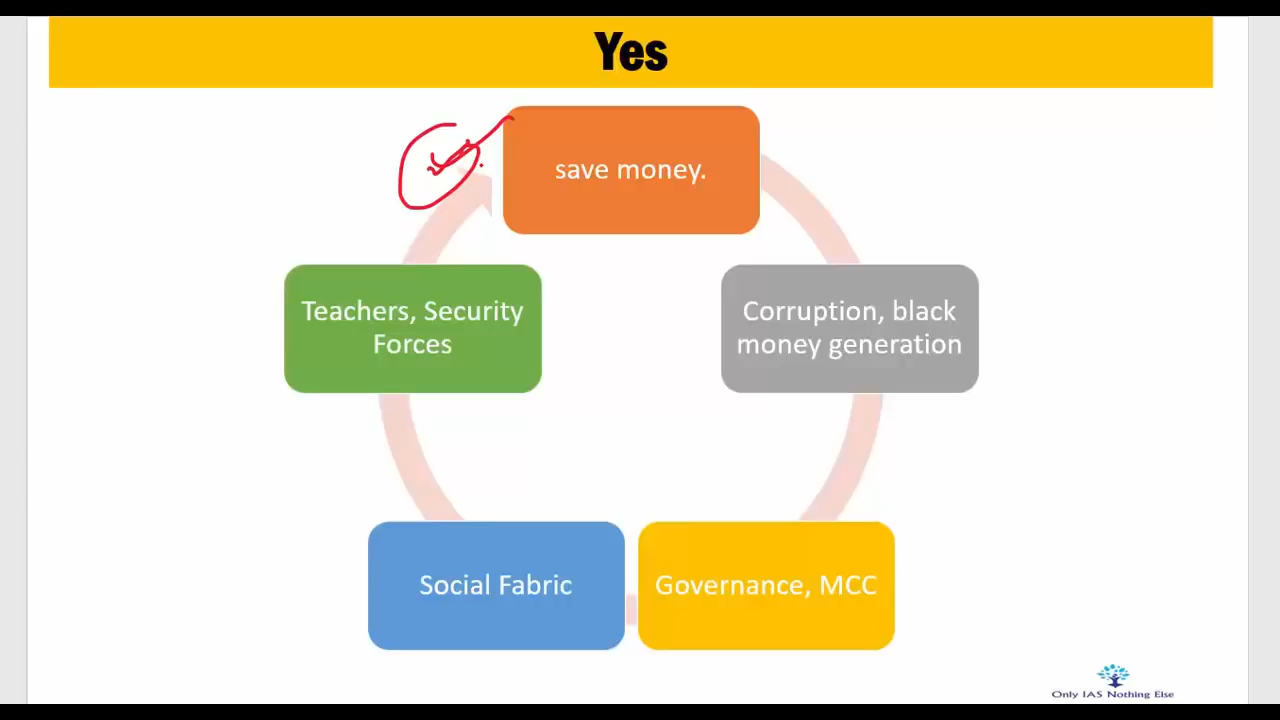 Yes
save money.
Teachers, Security
Forces
Corruption, black
money generation
Social Fabric
Governance, MCC
Only IAS Nothing Else